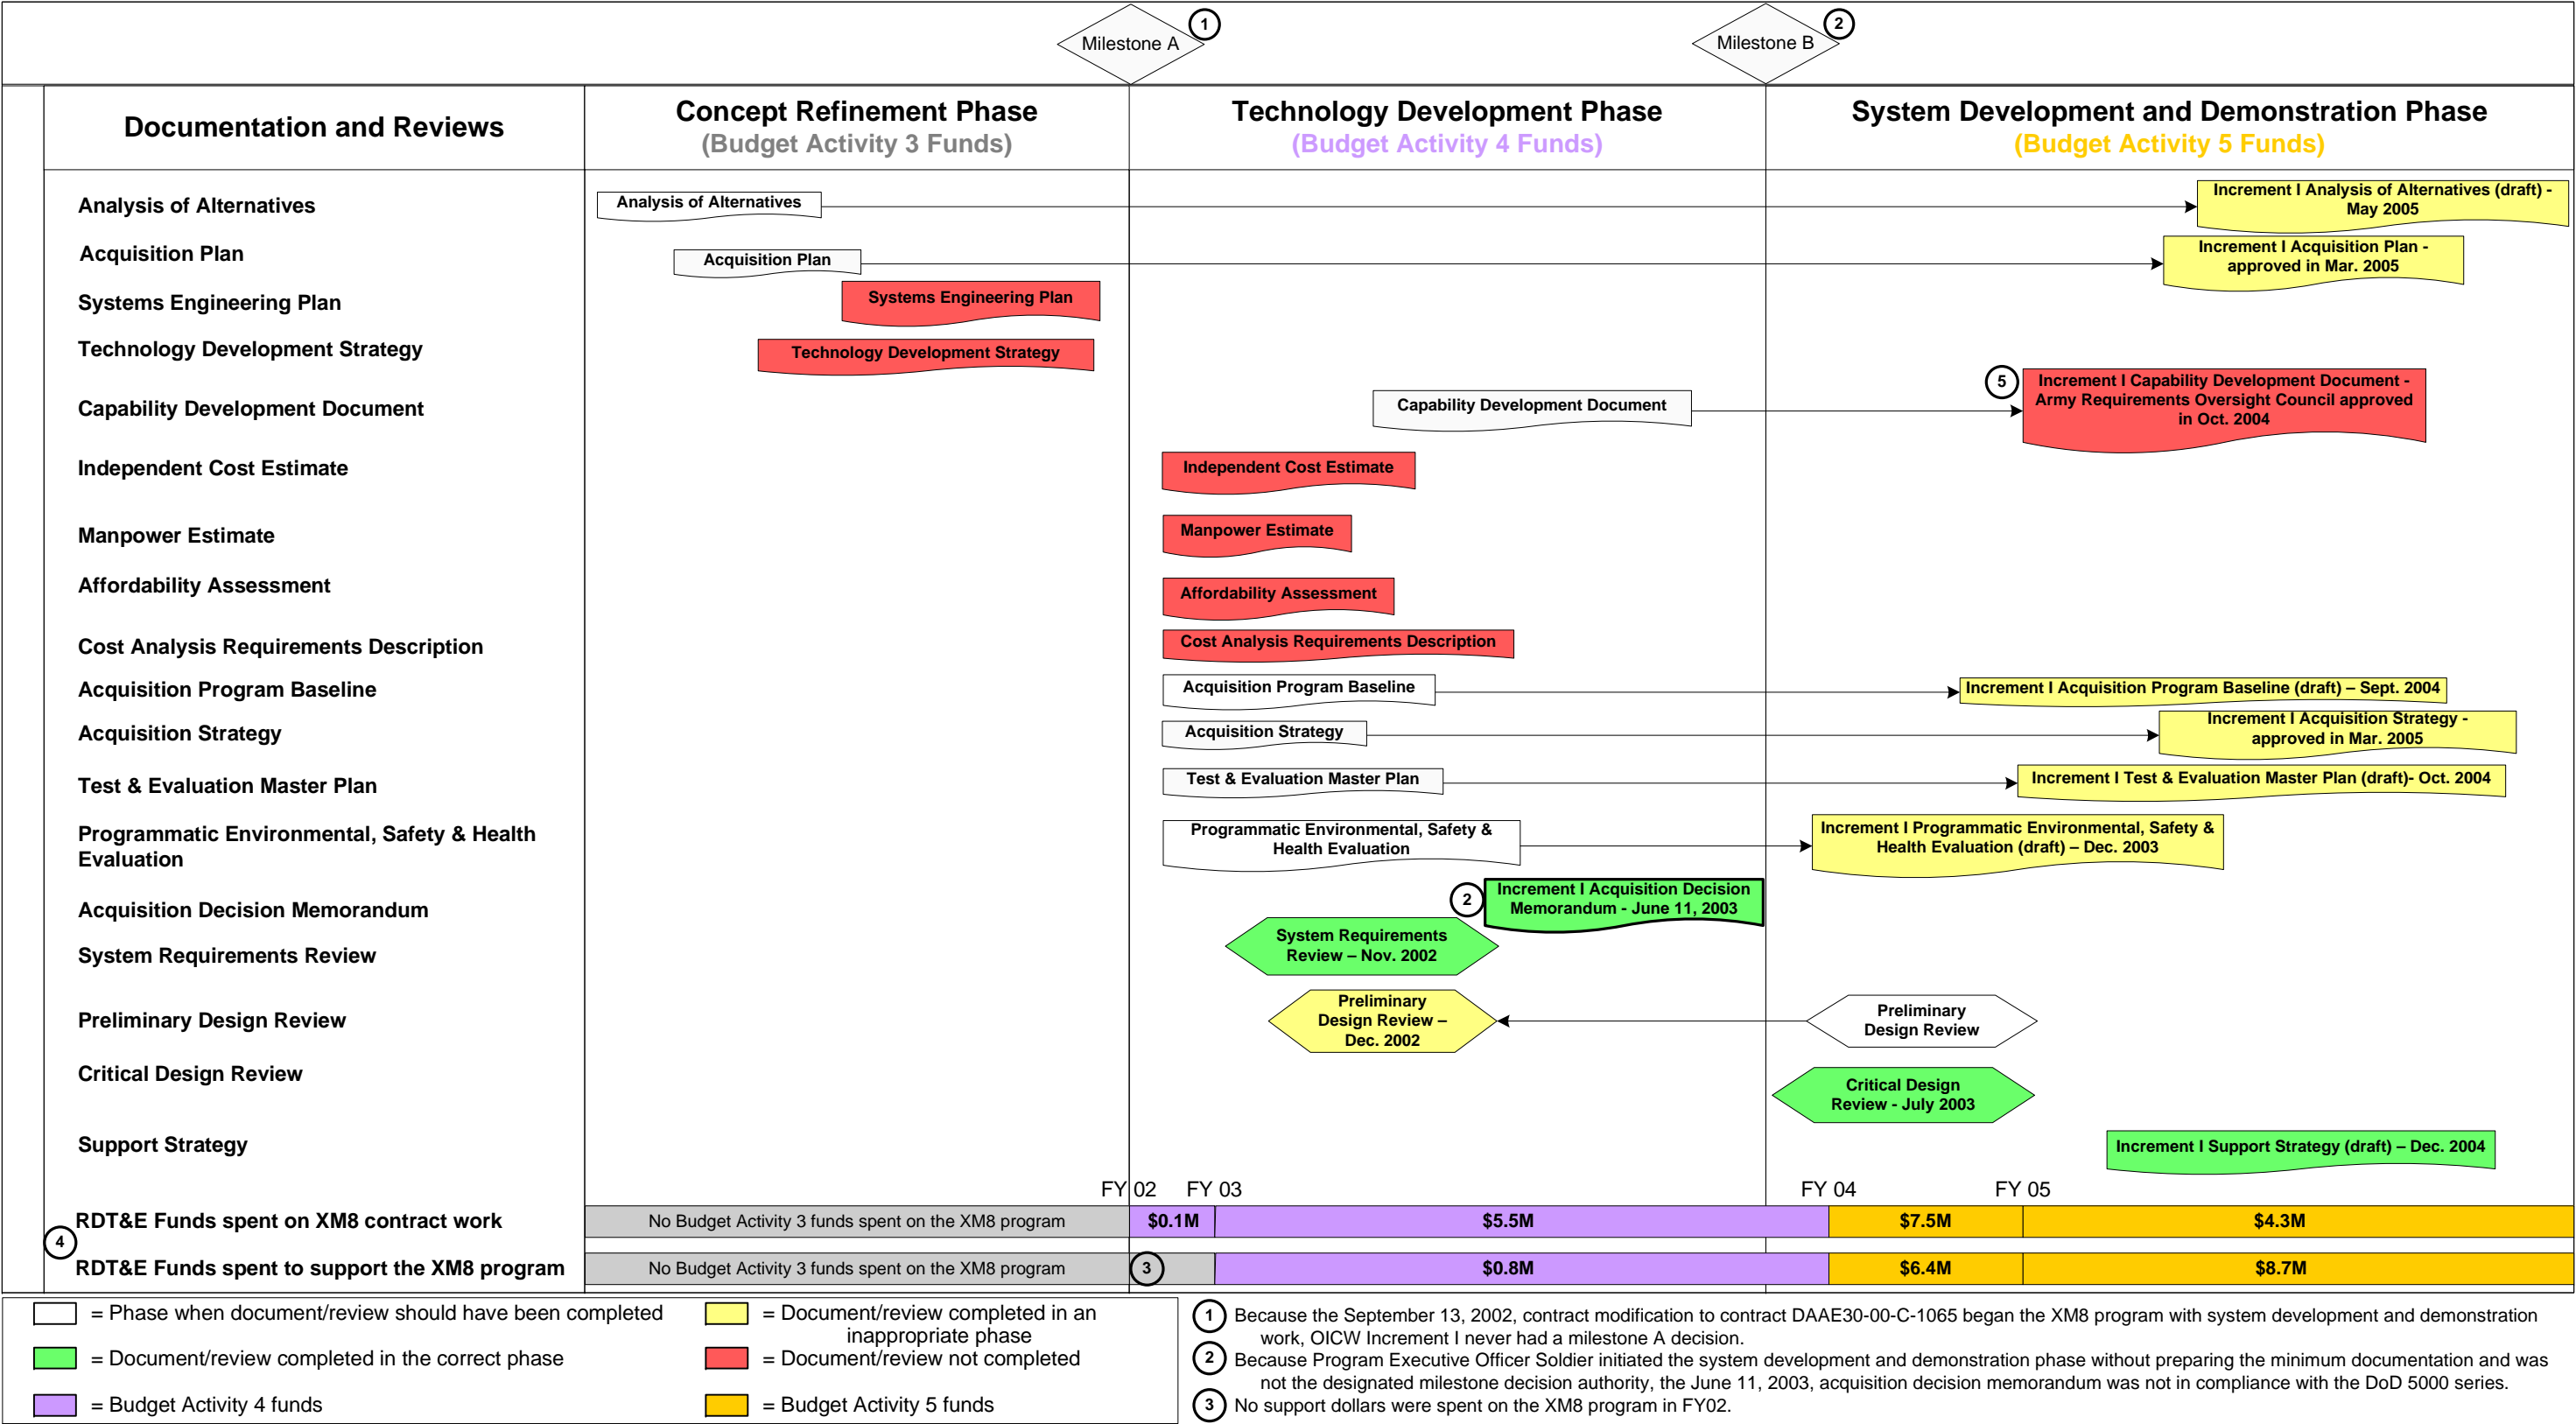 Milestone A
1
Milestone B
2
Documentation and Reviews
Concept Refinement Phase
(Budget Activity 3 Funds)
Technology Development Phase
(Budget Activity 4 Funds)
System Development and Demonstration Phase
(Budget Activity 5 Funds)
Analysis of Alternatives
Analysis of Alternatives
Increment I Analysis of Alternatives (draft) -
May 2005
Acquisition Plan
Acquisition Plan
Increment I Acquisition Plan -
approved in Mar. 2005
Systems Engineering Plan
Systems Engineering Plan
Technology Development Strategy
Technology Development Strategy
Capability Development Document
Capability Development Document
5
Increment I Capability Development Document -
Army Requirements Oversight Council approved
in Oct. 2004
Independent Cost Estimate
Independent Cost Estimate
Manpower Estimate
Manpower Estimate
Affordability Assessment
Affordability Assessment
Cost Analysis Requirements Description
Cost Analysis Requirements Description
Acquisition Program Baseline
Acquisition Program Baseline
Increment I Acquisition Program Baseline (draft) – Sept. 2004
Acquisition Strategy
Acquisition Strategy
Increment I Acquisition Strategy -
approved in Mar. 2005
Test & Evaluation Master Plan
Test & Evaluation Master Plan
Increment I Test & Evaluation Master Plan (draft)- Oct. 2004
Programmatic Environmental, Safety & Health
Evaluation
Programmatic Environmental, Safety &
Health Evaluation
Increment I Programmatic Environmental, Safety &
Health Evaluation (draft) – Dec. 2003
Acquisition Decision Memorandum
2
Increment I Acquisition Decision
Memorandum - June 11, 2003
System Requirements Review
System Requirements
Review – Nov. 2002
Preliminary Design Review
Preliminary
Design Review –
Dec. 2002
Preliminary
Design Review
Critical Design Review
Critical Design
Review - July 2003
Support Strategy
Increment I Support Strategy (draft) – Dec. 2004
FY 02
FY 03
FY 04
FY 05
4
RDT&E Funds spent on XM8 contract work
No Budget Activity 3 funds spent on the XM8 program
$0.1M
$5.5M
$7.5M
$4.3M
RDT&E Funds spent to support the XM8 program
No Budget Activity 3 funds spent on the XM8 program
3
$0.8M
$6.4M
$8.7M
= Phase when document/review should have been completed
= Document/review completed in an
inappropriate phase
= Document/review completed in the correct phase
= Document/review not completed
= Budget Activity 4 funds
= Budget Activity 5 funds
1 Because the September 13, 2002, contract modification to contract DAAE30-00-C-1065 began the XM8 program with system development and demonstration
work, OICW Increment I never had a milestone A decision.
2 Because Program Executive Officer Soldier initiated the system development and demonstration phase without preparing the minimum documentation and was
not the designated milestone decision authority, the June 11, 2003, acquisition decision memorandum was not in compliance with the DoD 5000 series.
3 No support dollars were spent on the XM8 program in FY02.